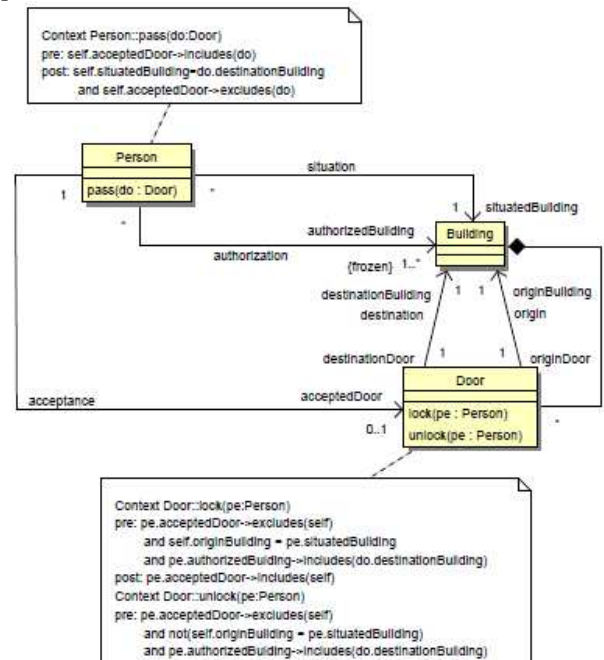 Context Person::pass(do:Door)
pre: self.acceptedDoor->includes(do)
post: self.situatedBuilding=do.destinationBuilding
and self.acceptedDoor->excludes(do)
Person
pass(do : Door)
1
*
*
situation
1
situatedBuilding
authorizedBuilding
authorization
{frozen} 1..*
Building
destinationBuilding
1
1
originBuilding
destination
origin
destinationDoor
1
1
originDoor
Door
lock(pe : Person)
unlock(pe : Person)
*
acceptance
acceptedDoor
0..1
Context Door::lock(pe:Person)
pre: pe.acceptedDoor->excludes(self)
and self.originBuilding = pe.situatedBuilding
and pe.authorizedBuilding->includes(do.destinationBuilding)
post: pe.acceptedDoor->includes(self)
Context Door::unlock(pe:Person)
pre: pe.acceptedDoor->excludes(self)
and not(self.originBuilding = pe.situatedBuilding)
and pe.authorizedBuilding->includes(do.destinationBuilding)